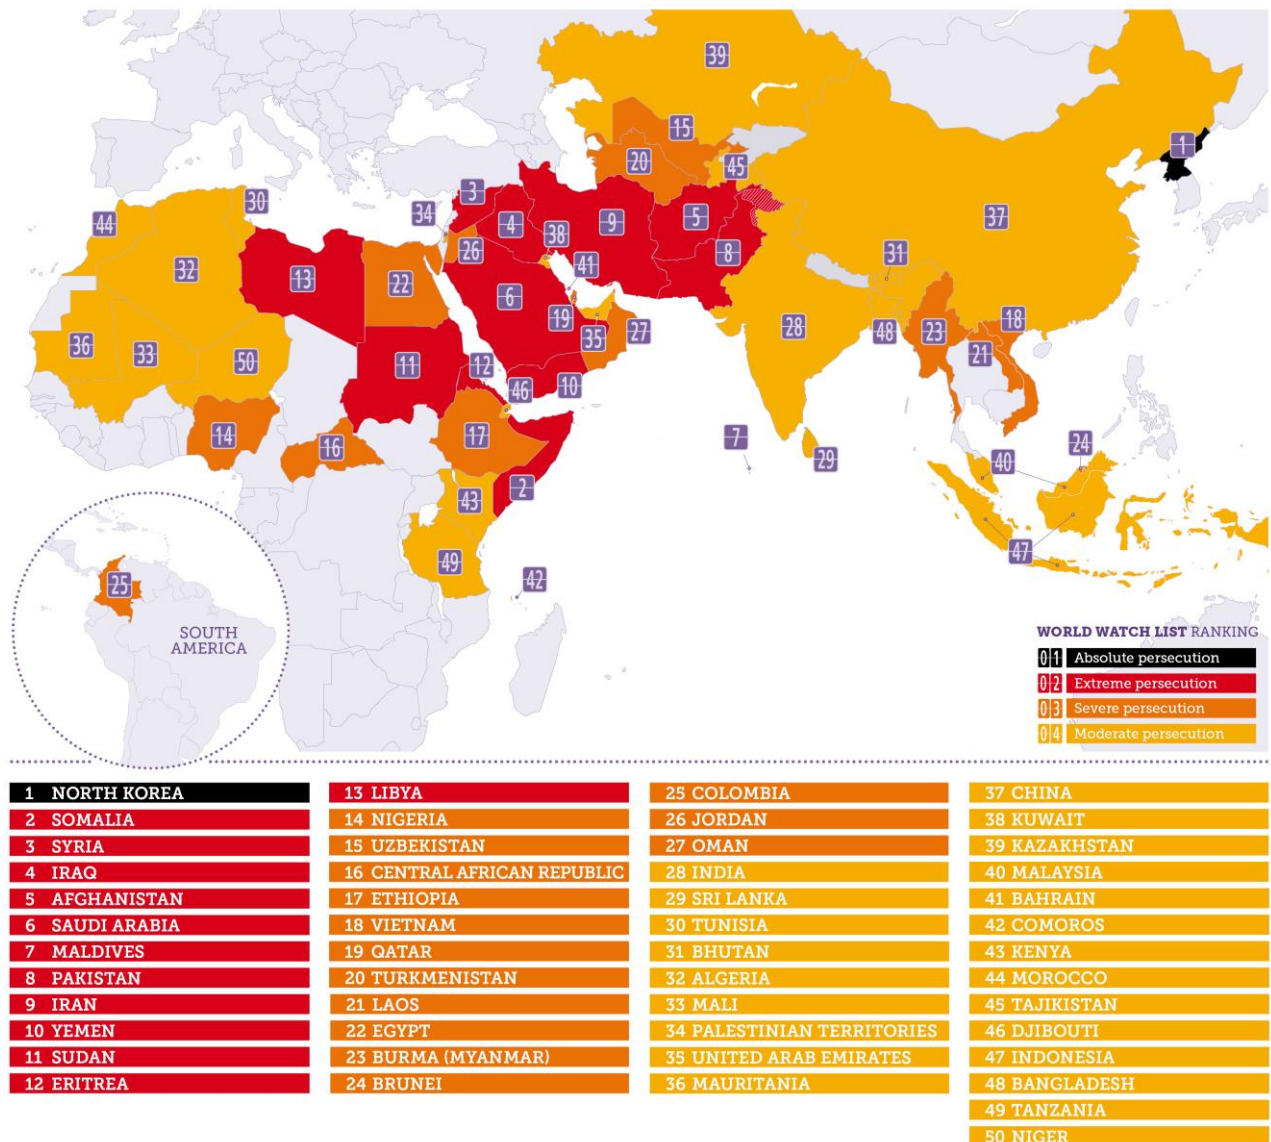 39
15
1
20
45
3
30
34
44
4
9
5
37
38
26
8
31
41
32
13
22
6
19
28
18
27
35
23
48
36
33
21
50
11
12
10
46
14
17
7
24
16
29
40
2
43
47
49
42
25
SOUTH
AMERICA
WORLD WATCH LIST RANKING
01 Absolute persecution
02 Extreme persecution
03 Severe persecution
04 Moderate persecution
1 NORTH KOREA
2 SOMALIA
3 SYRIA
4 IRAQ
5 AFGHANISTAN
6 SAUDI ARABIA
7 MALDIVES
8 PAKISTAN
9 IRAN
10 YEMEN
11 SUDAN
12 ERITREA
13 LIBYA
14 NIGERIA
15 UZBEKISTAN
16 CENTRAL AFRICAN REPUBLIC
17 ETHIOPIA
18 VIETNAM
19 QATAR
20 TURKMENISTAN
21 LAOS
22 EGYPT
23 BURMA (MYANMAR)
24 BRUNEI
25 COLOMBIA
26 JORDAN
27 OMAN
28 INDIA
29 SRI LANKA
30 TUNISIA
31 BHUTAN
32 ALGERIA
33 MALI
34 PALESTINIAN TERRITORIES
35 UNITED ARAB EMIRATES
36 MAURITANIA
37 CHINA
38 KUWAIT
39 KAZAKHSTAN
40 MALAYSIA
41 BAHRAIN
42 COMOROS
43 KENYA
44 MOROCCO
45 TAJIKISTAN
46 DJIBOUTI
47 INDONESIA
48 BANGLADESH
49 TANZANIA
50 NIGER